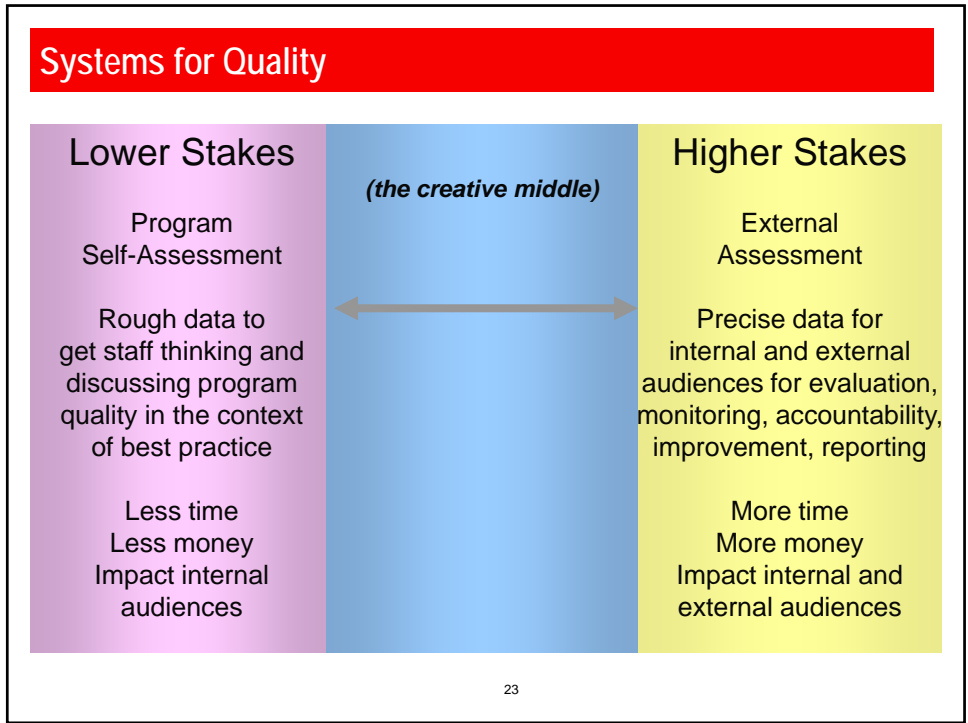 Systems for Quality
Lower Stakes
Program
Self-Assessment
Rough data to
get staff thinking and
discussing program
quality in the context
of best practice
Less time
Less money
Impact internal
audiences
(the creative middle)
Higher Stakes
External
Assessment
Precise data for
internal and external
audiences for evaluation,
monitoring, accountability,
improvement, reporting
More time
More money
Impact internal and
external audiences
23